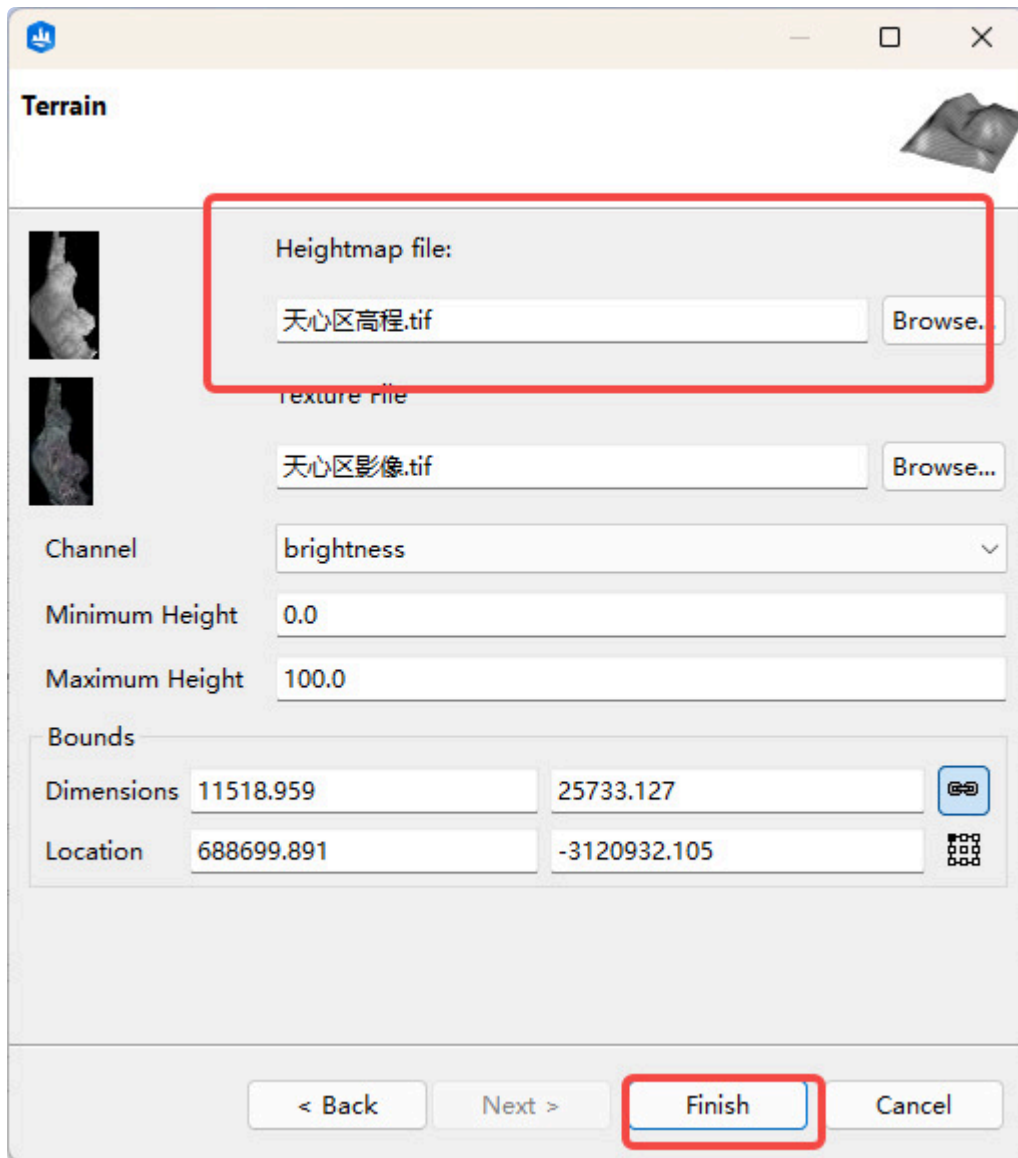 Terrain
Heightmap file:
天心区高程.tif
Browse...
Texture File
天心区影像.tif
Browse...
Channel
brightness
Minimum Height
0.0
Maximum Height
100.0
Bounds
Dimensions 11518.959 25733.127
Location 688699.891 -3120932.105
< Back Next > Finish Cancel